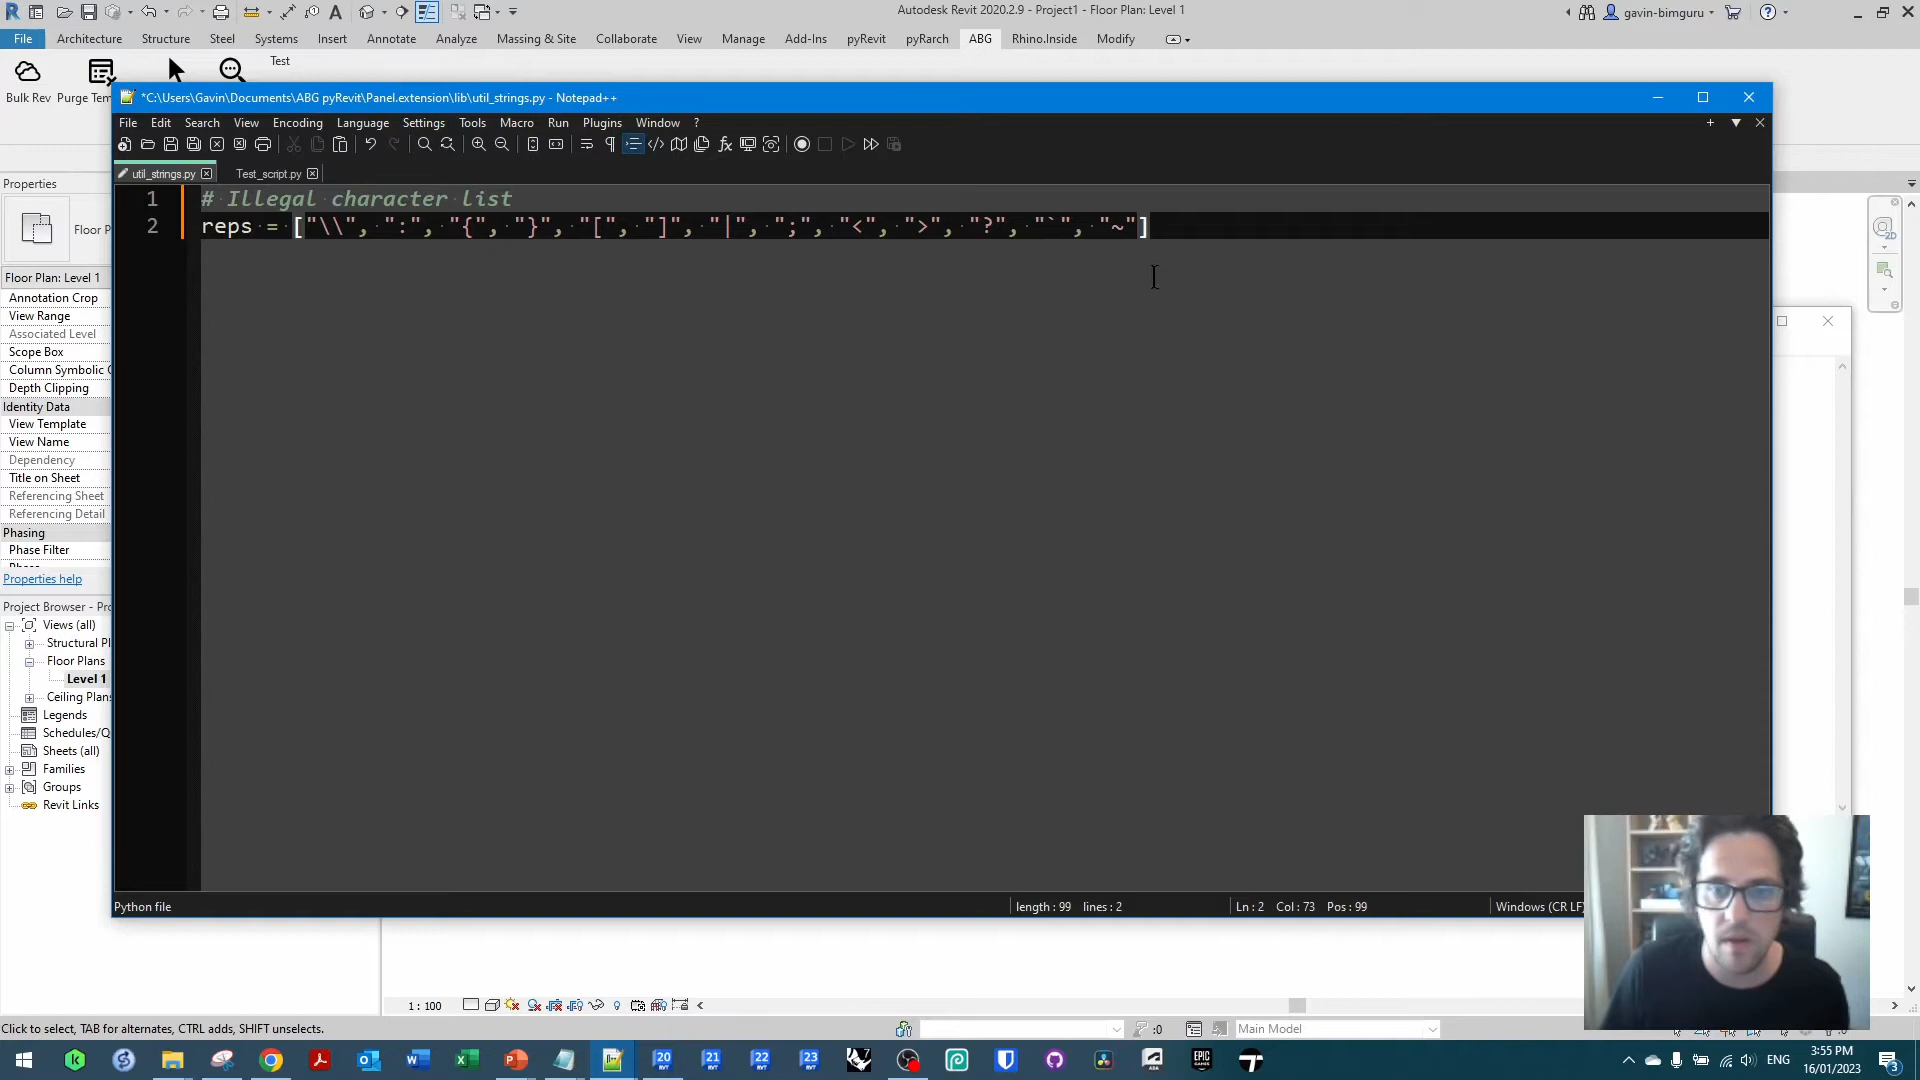 Autodesk Revit 2020.2.9 - Project1 - Floor Plan: Level 1
gavin-bimguru
File Architecture Structure Steel Systems Insert Annotate Analyze Massing & Site Collaborate View Manage Add-Ins pyRevit pyRarch ABG Rhino.Inside Modify
Test
Bulk Rev Purge Tem
*C:\Users\Gavin\Documents\ABG pyRevit\Panel.extension\lib\util_strings.py - Notepad++
File Edit Search View Encoding Language Settings Tools Macro Run Plugins Window ?
util_strings.py Test_script.py
1 # Illegal character list
2 reps = ["\\", ":", "{", "}", "[", "]", "|", ";", "<", ">", "?", "`", "~"]
Properties
Floor P
Floor Plan: Level 1
Annotation Crop
View Range
Associated Level
Scope Box
Column Symbolic
Depth Clipping
Identity Data
View Template
View Name
Dependency
Title on Sheet
Referencing Sheet
Referencing Detail
Phasing
Phase Filter
Properties help
Project Browser - Pro
Views (all)
Structural Pl
Floor Plans
Level 1
Ceiling Plans
Legends
Schedules/Q
Sheets (all)
Families
Groups
Revit Links
Python file length : 99 lines : 2 Ln : 2 Col : 73 Pos : 99 Windows (CR LF)
1 : 100
Click to select, TAB for alternates, CTRL adds, SHIFT unselects.
:0
Main Model
20 21 22 23
ENG
3:55 PM
16/01/2023
3